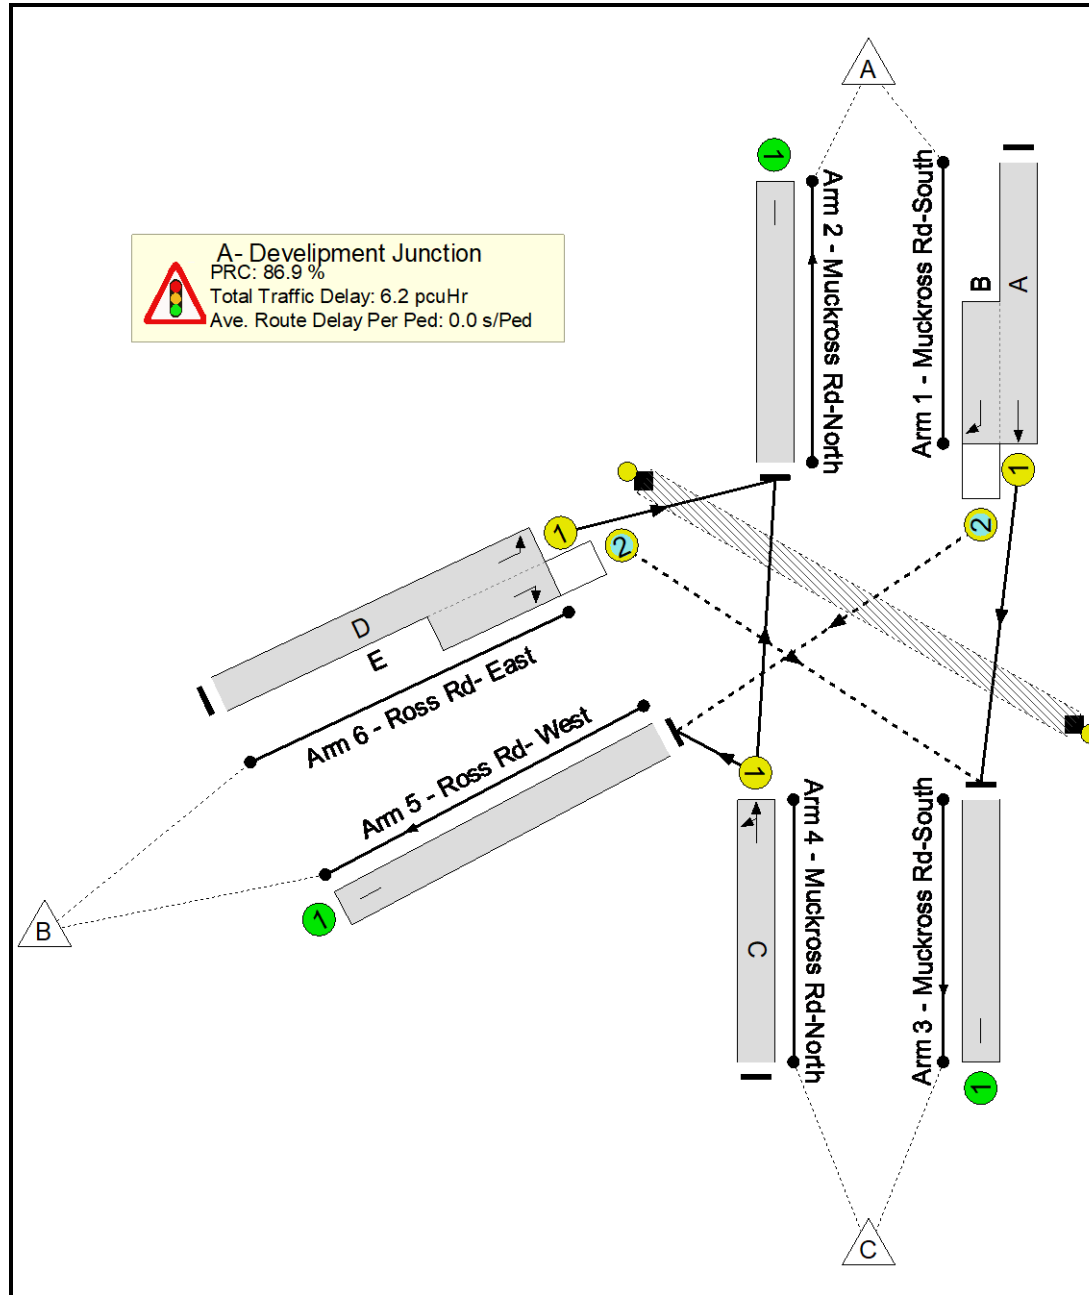 A
1
Arm 2 - Muckross Rd-North
Arm 1 - Muckross Rd-South
B
A
A- Develipment Junction
PRC: 86.9 %
Total Traffic Delay: 6.2 pcuHr
Ave. Route Delay Per Ped: 0.0 s/Ped
1
2
1
2
D
E
Arm 6 - Ross Rd- East
Arm 5 - Ross Rd- West
1
1
B
C
Arm 4 - Muckross Rd-North
Arm 3 - Muckross Rd-South
1
C